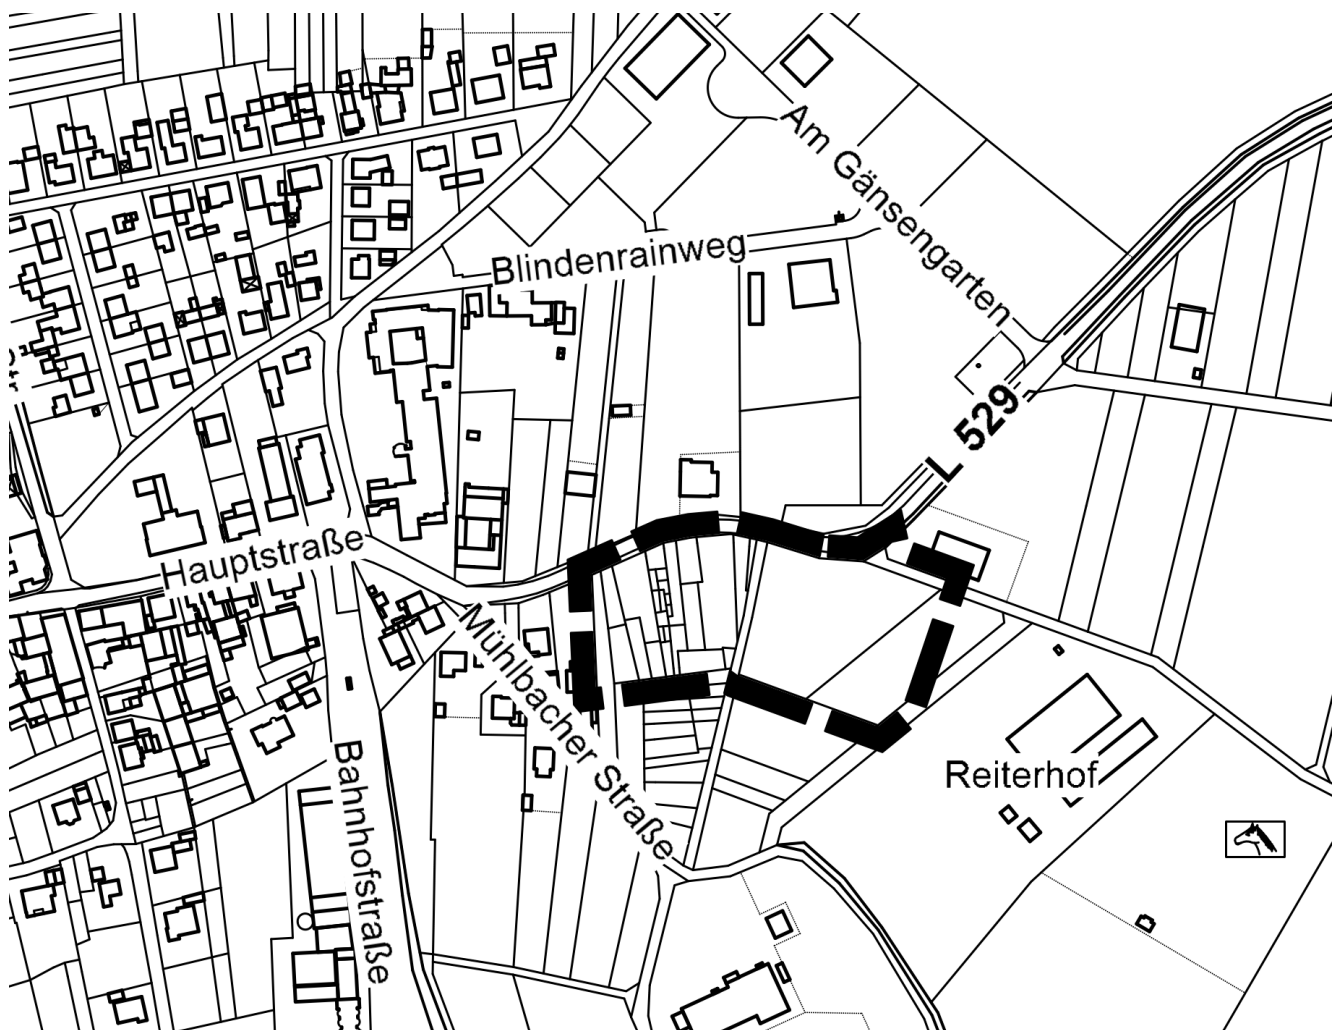 Am Gänsengarten
Blindenrainweg
L 529
Hauptstraße
Mühlbacher Straße
Bahnhofstraße
Reiterhof